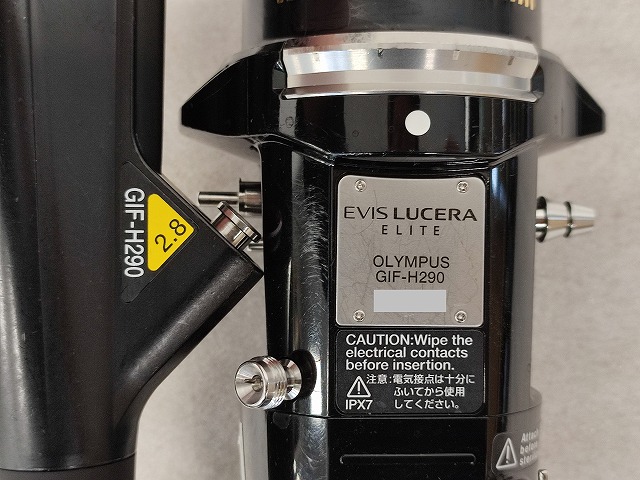 GIF-H290
2.8
EVIS LUCERA
ELITE
OLYMPUS
GIF-H290
CAUTION:Wipe the
electrical contacts
before insertion.
注意:電気接点は十分に
ふいてから使用
してください。
IPX7